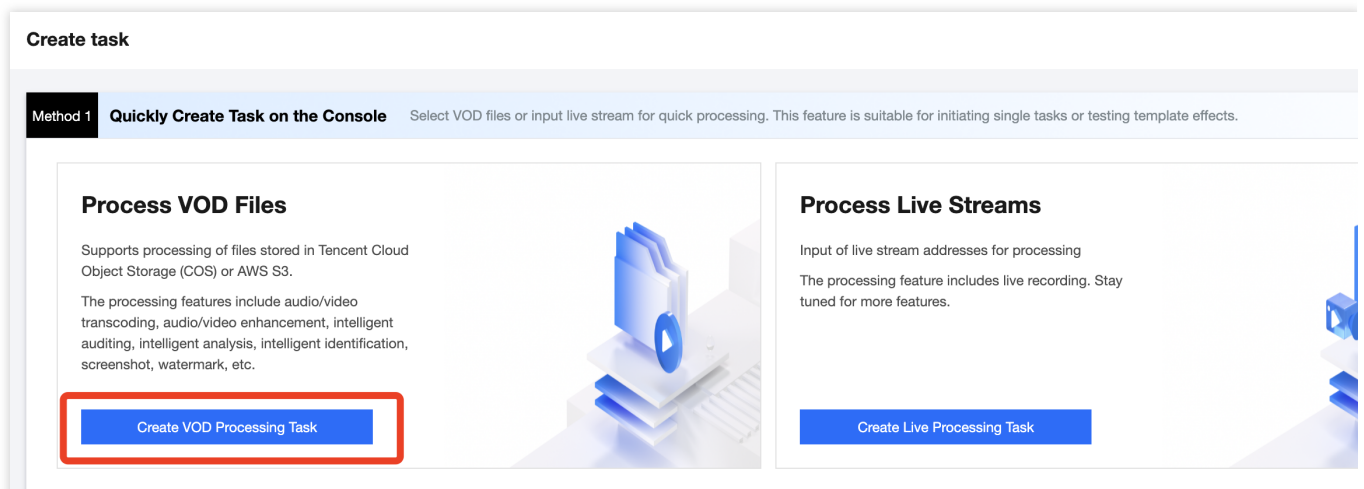 Create task
Method 1
Quickly Create Task on the Console
Select VOD files or input live stream for quick processing. This feature is suitable for initiating single tasks or testing template effects.
Process VOD Files
Supports processing of files stored in Tencent Cloud
Object Storage (COS) or AWS S3.
The processing features include audio/video
transcoding, audio/video enhancement, intelligent
auditing, intelligent analysis, intelligent identification,
screenshot, watermark, etc.
Create VOD Processing Task
Process Live Streams
Input of live stream addresses for processing
The processing feature includes live recording. Stay
tuned for more features.
Create Live Processing Task